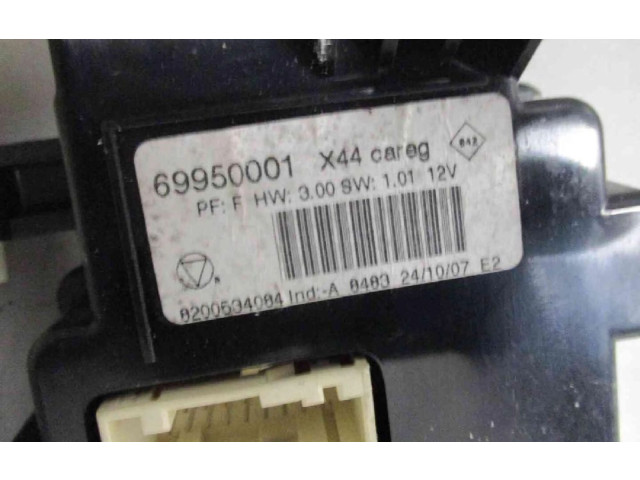 69950001 X44 careg
PF: F HW: 3.00 SW: 1.01 12V
8200534084 Ind:-A 8483 24/10/07 E2